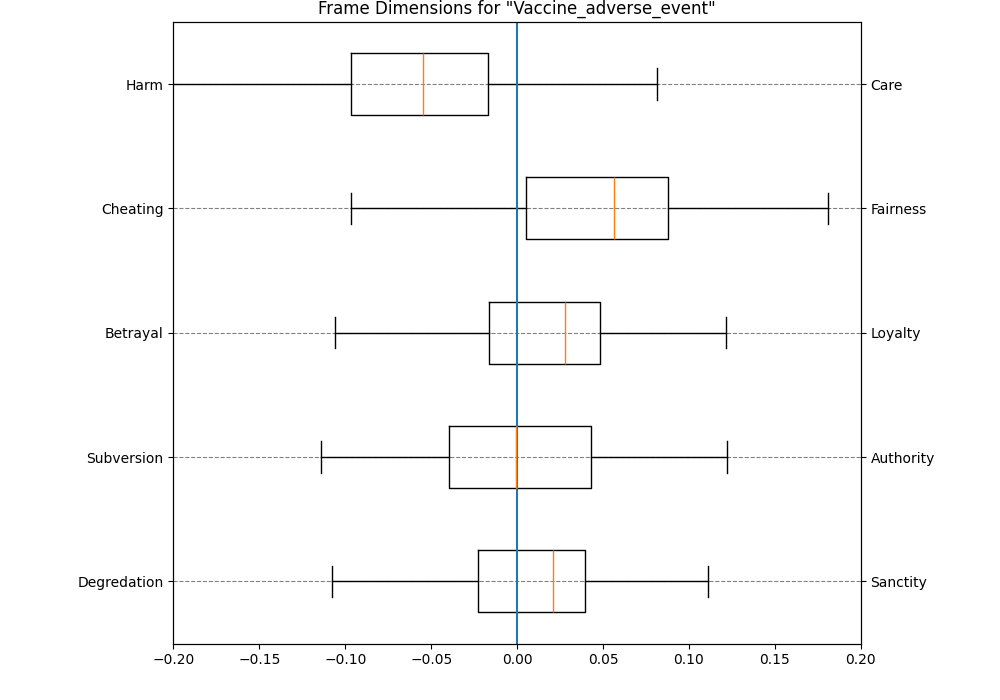 Frame Dimensions for "Vaccine_adverse_event"
Harm
Care
Cheating
Fairness
Betrayal
Loyalty
Subversion
Authority
Degredation
Sanctity
−0.20 −0.15 −0.10 −0.05 0.00 0.05 0.10 0.15 0.20